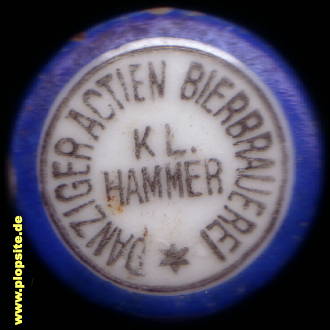 DANZIGER ACTIEN BIERBRAUEREI
KL.
HAMMER
www.plopsite.de